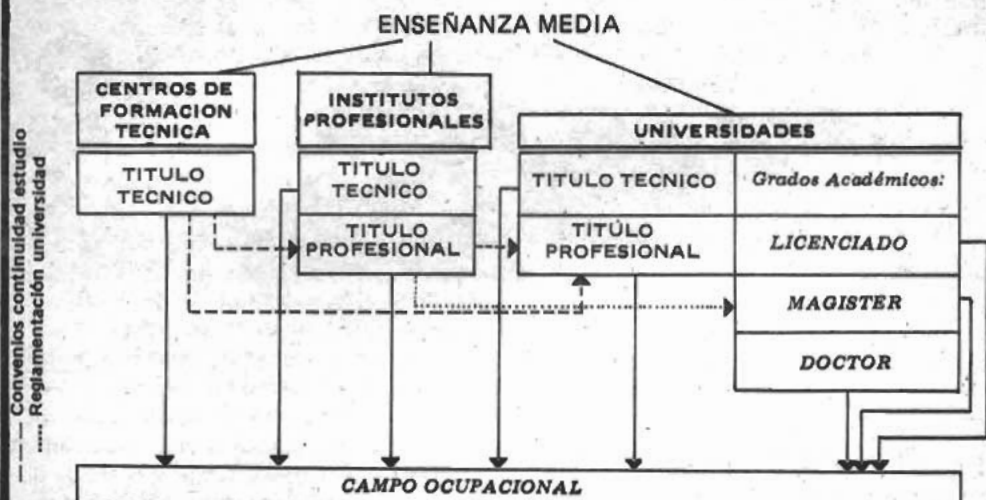 ENSEÑANZA MEDIA
CENTROS DE
FORMACION
TECNICA
TITULO
TECNICO
INSTITUTOS
PROFESIONALES
TITULO
TECNICO
TITULO
PROFESIONAL
UNIVERSIDADES
TITULO TECNICO
TITÚLO
PROFESIONAL
Grados Académicos:
LICENCIADO
MAGISTER
DOCTOR
CAMPO OCUPACIONAL
Convenios continuidad estudio
Reglamentación universidad